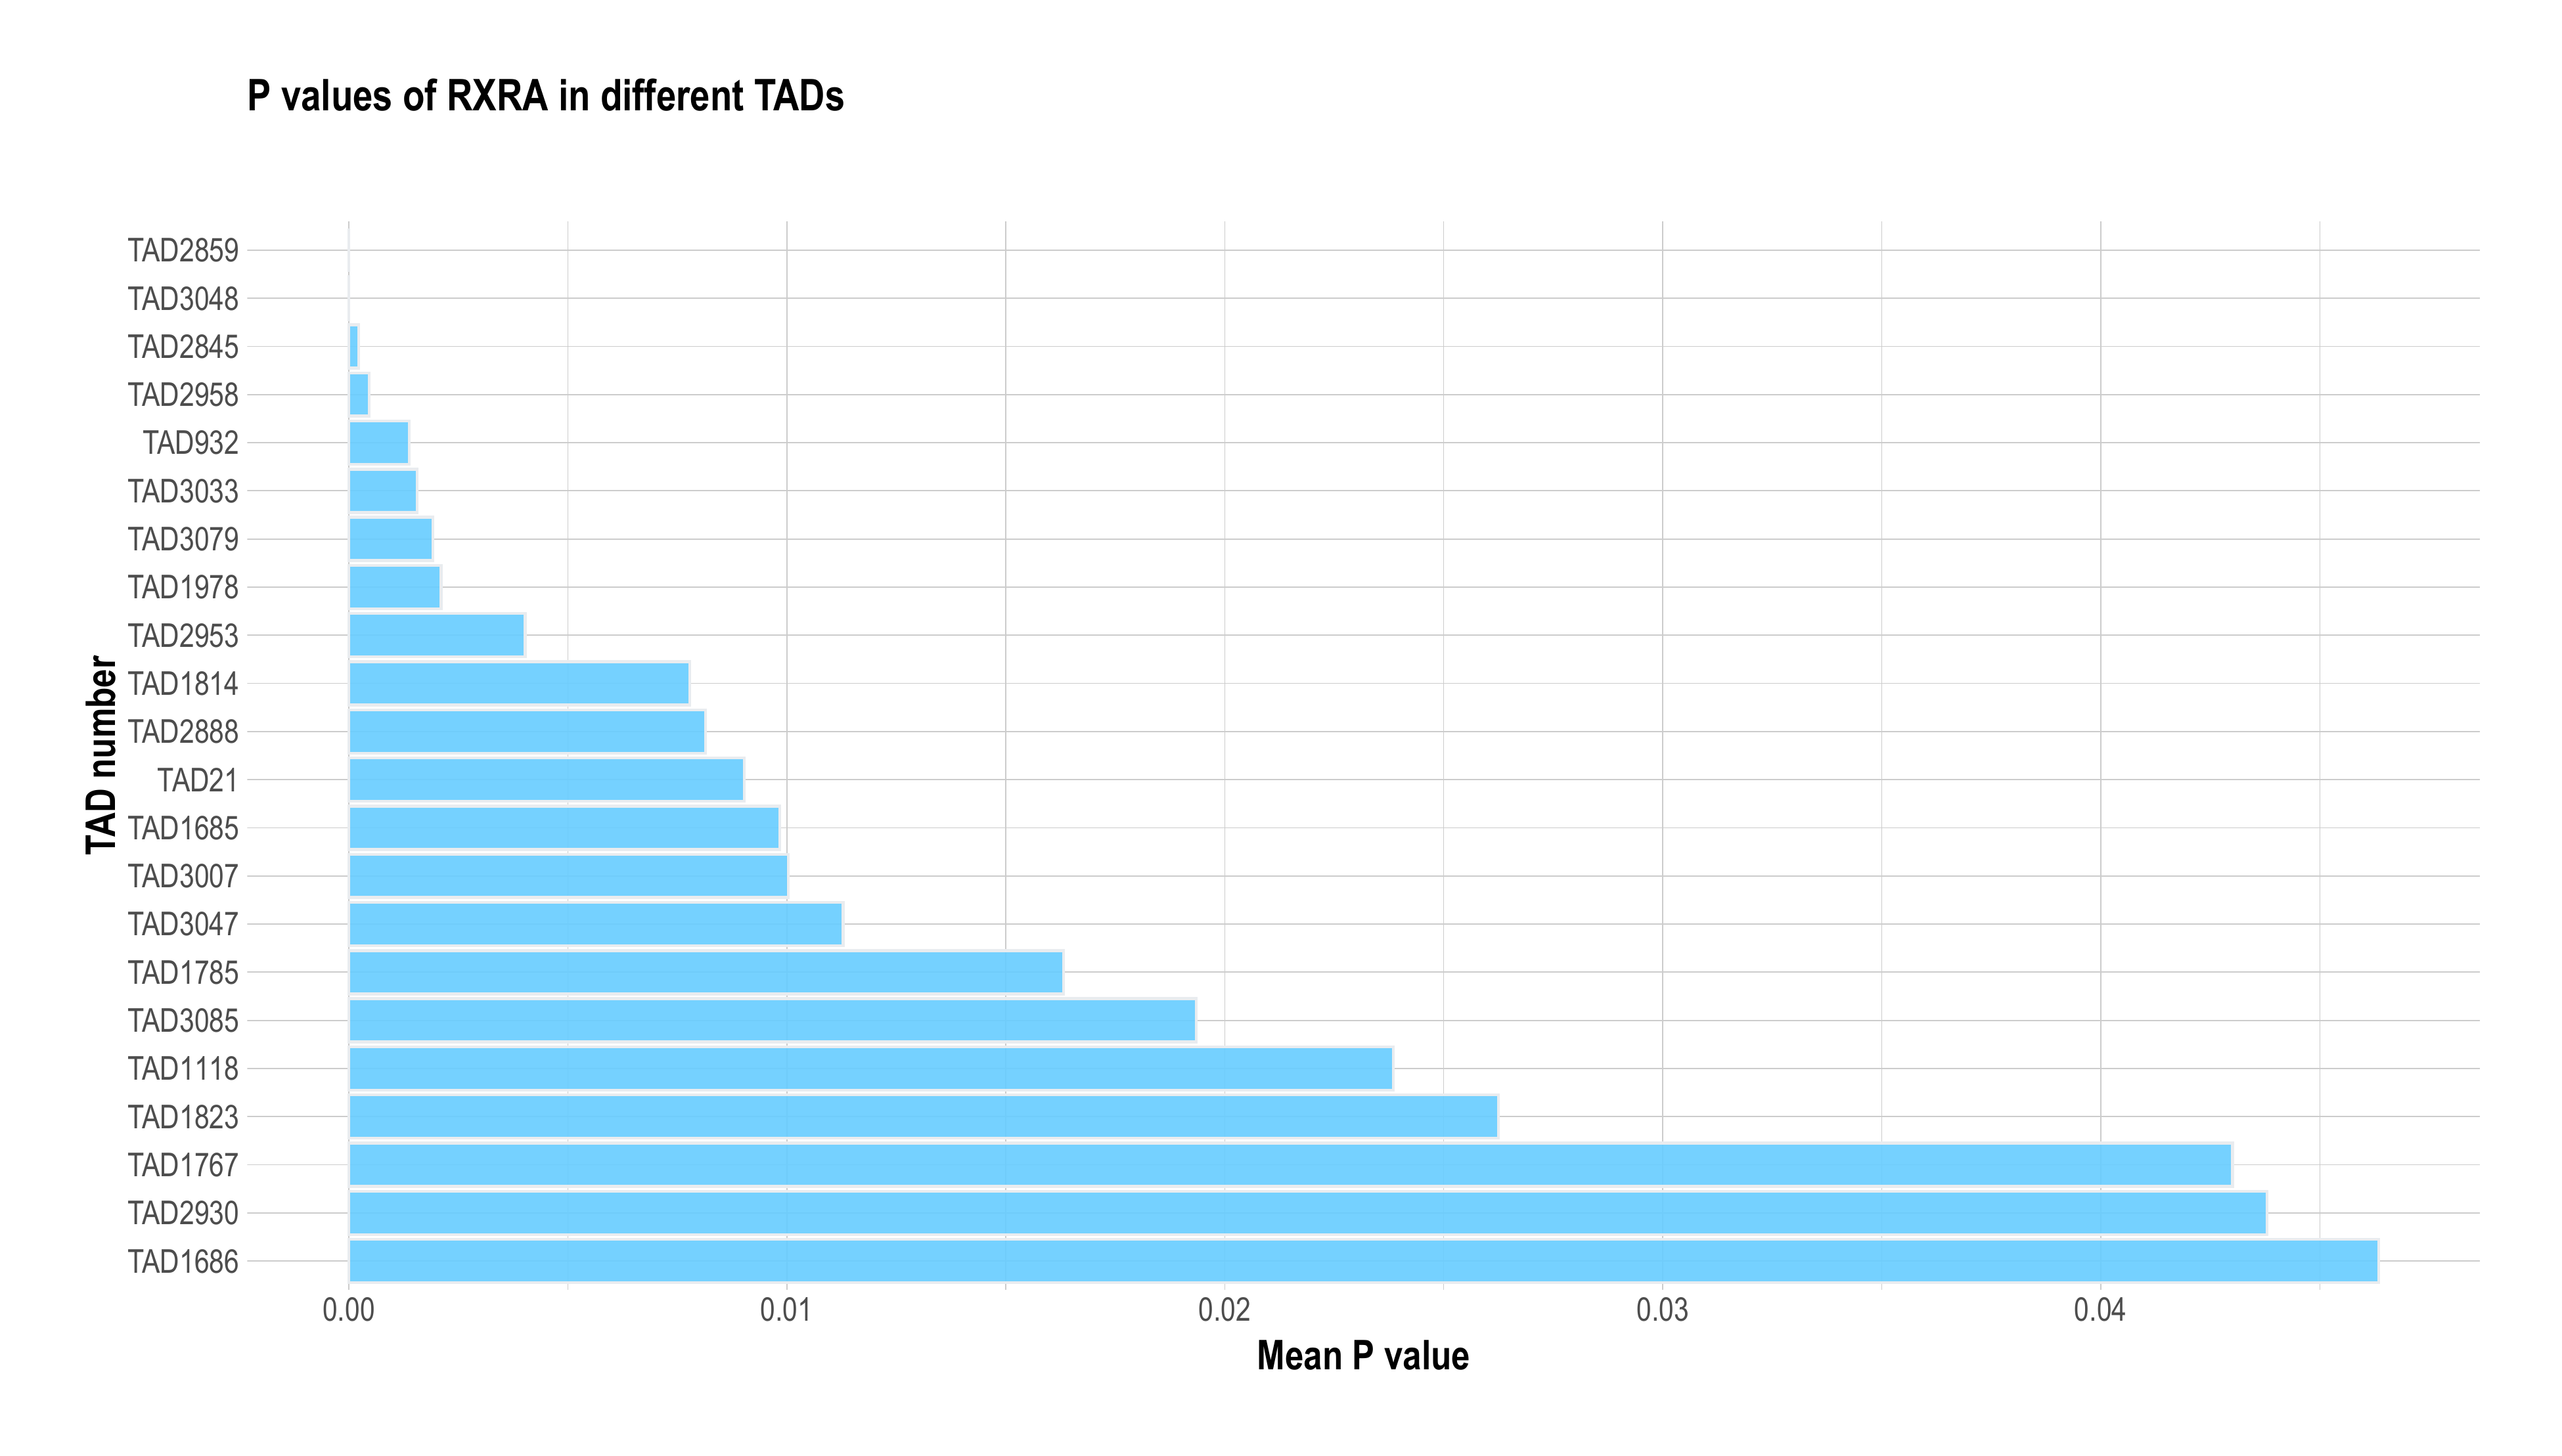 P values of RXRA in different TADs
TAD number
TAD2859
TAD3048
TAD2845
TAD2958
TAD932
TAD3033
TAD3079
TAD1978
TAD2953
TAD1814
TAD2888
TAD21
TAD1685
TAD3007
TAD3047
TAD1785
TAD3085
TAD1118
TAD1823
TAD1767
TAD2930
TAD1686
0.00 0.01 0.02 0.03 0.04
Mean P value